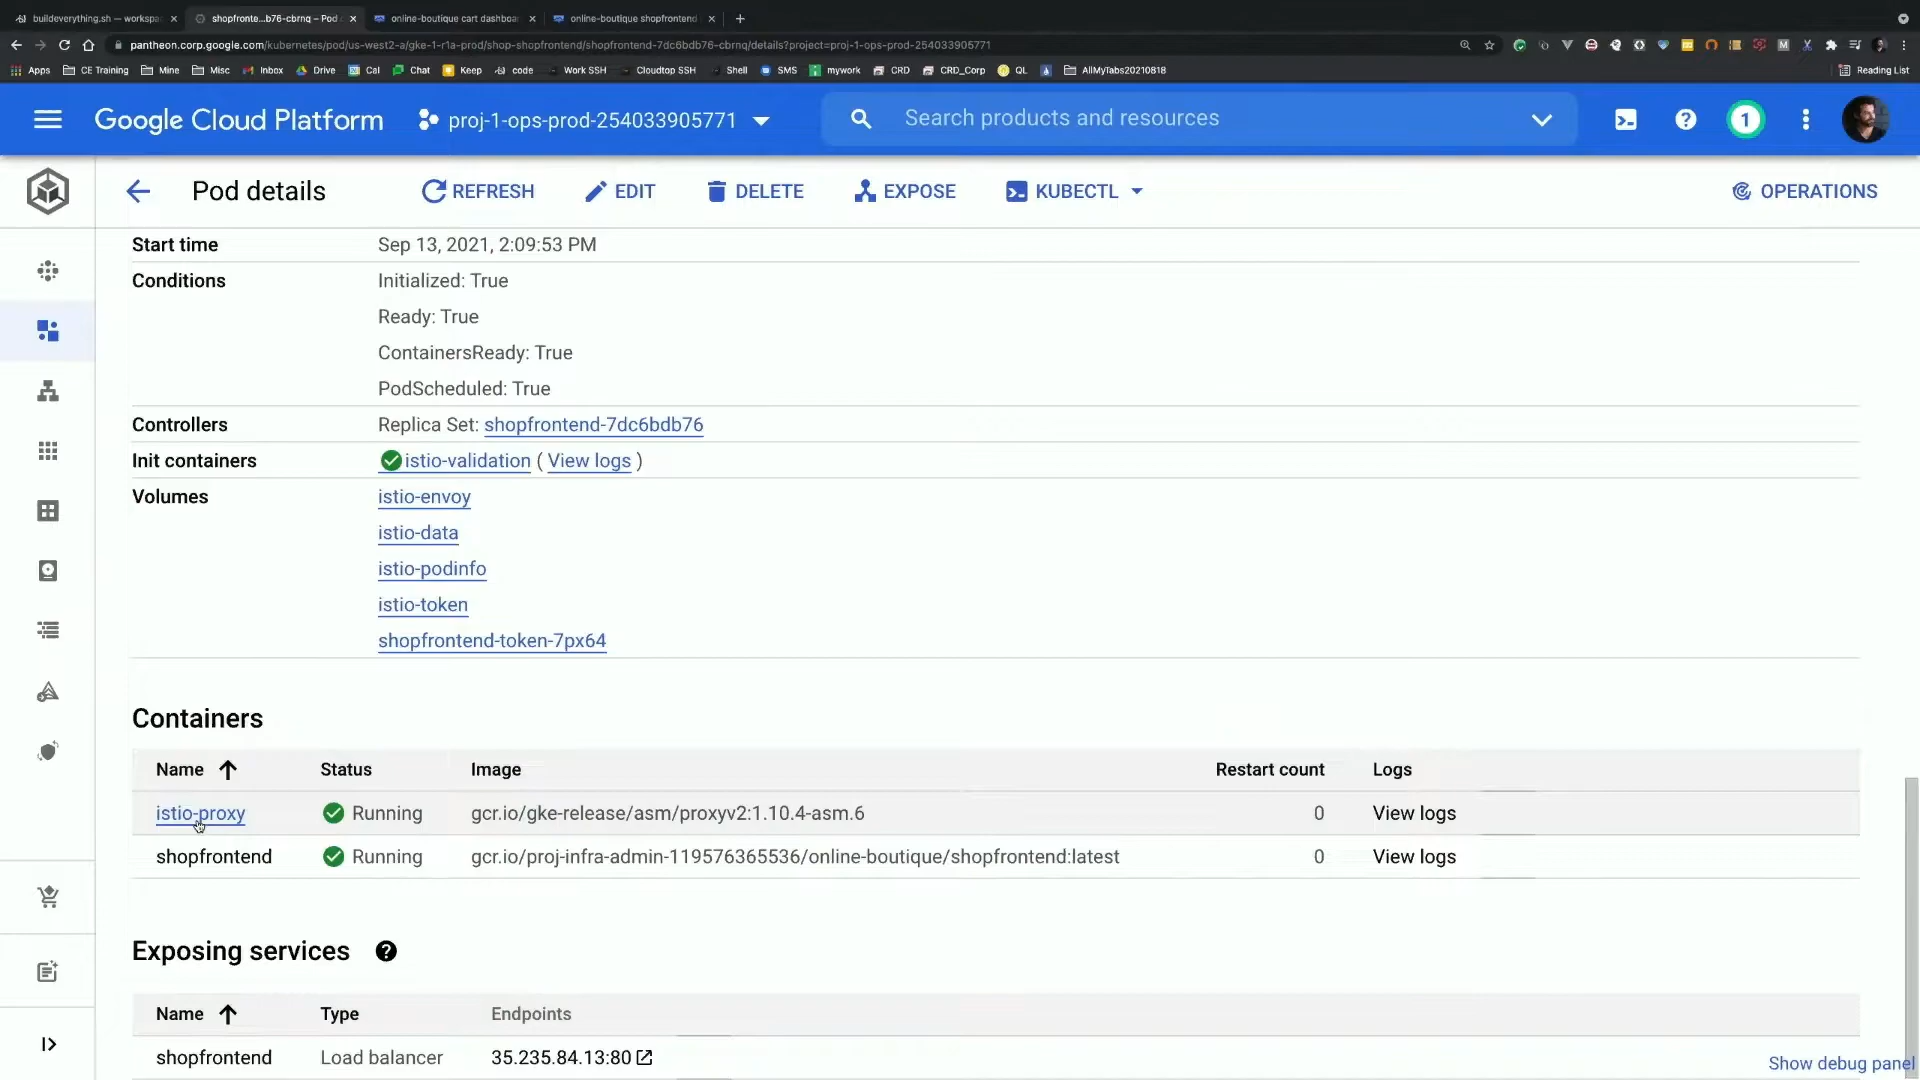 buildeverything.sh — workspa
shopfronte...b76-cbrnq – Pod
online-boutique cart dashboar
online-boutique shopfrontend
pantheon.corp.google.com/kubernetes/pod/us-west2-a/gke-1-r1a-prod/shop-shopfrontend/shopfrontend-7dc6bdb76-cbrnq/details?project=proj-1-ops-prod-254033905771
Apps CE Training Mine Misc Inbox Drive Cal Chat Keep code Work SSH Cloudtop SSH Shell SMS mywork CRD CRD_Corp QL AllMyTabs20210818 Reading List
Google Cloud Platform proj-1-ops-prod-254033905771 Search products and resources 1
Pod details REFRESH EDIT DELETE EXPOSE KUBECTL OPERATIONS
Start time Sep 13, 2021, 2:09:53 PM
Conditions Initialized: True
Ready: True
ContainersReady: True
PodScheduled: True
Controllers Replica Set: shopfrontend-7dc6bdb76
Init containers istio-validation ( View logs )
Volumes istio-envoy
istio-data
istio-podinfo
istio-token
shopfrontend-token-7px64
Containers
Name Status Image Restart count Logs
istio-proxy Running gcr.io/gke-release/asm/proxyv2:1.10.4-asm.6 0 View logs
shopfrontend Running gcr.io/proj-infra-admin-119576365536/online-boutique/shopfrontend:latest 0 View logs
Exposing services
Name Type Endpoints
shopfrontend Load balancer 35.235.84.13:80
Show debug panel